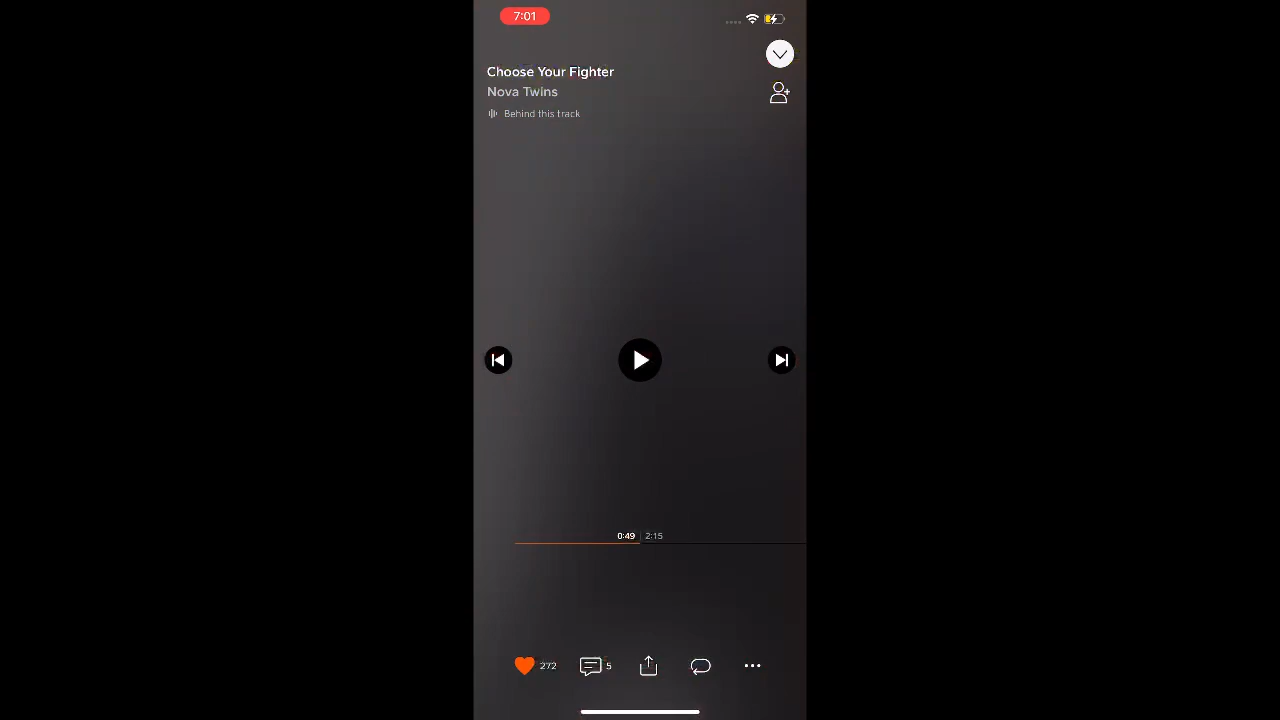 7:01
Choose Your Fighter
Nova Twins
Behind this track
0:49 | 2:15
272
5